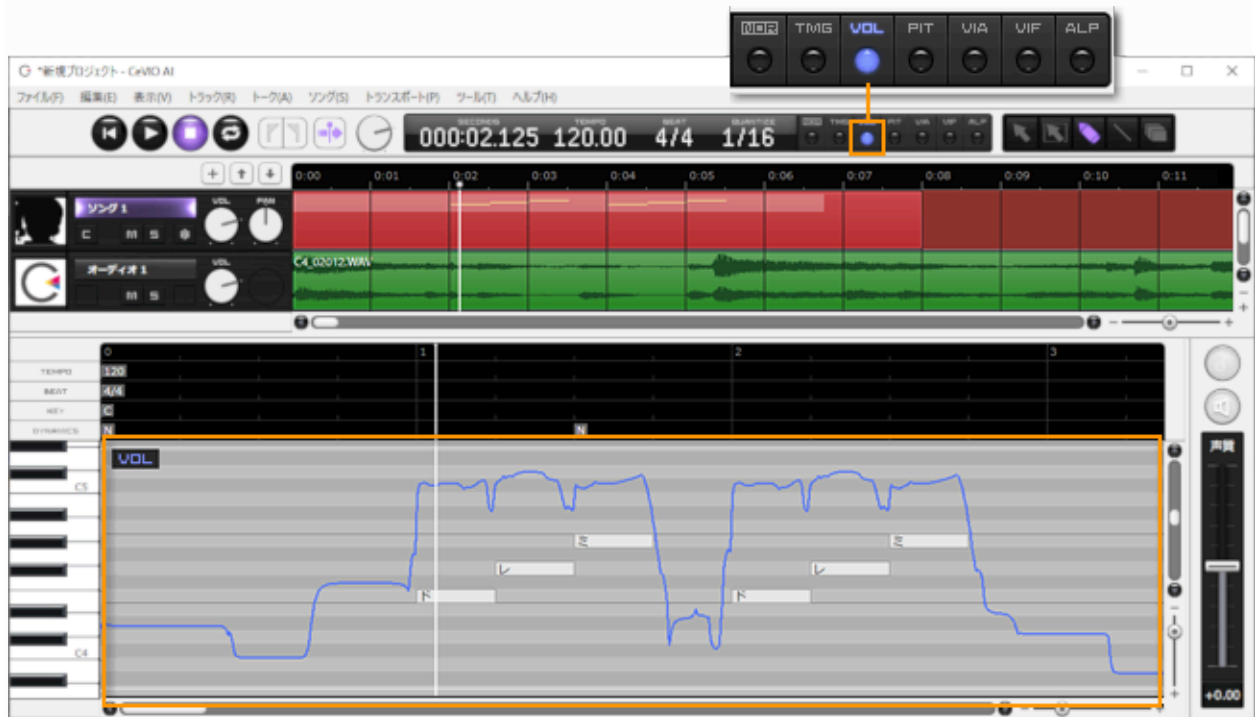 NOR TMG VOL PIT VIA VIF ALP
*新規プロジェクト - CeVIO AI
ファイル(F) 編集(E) 表示(V) トラック(R) トーク(A) ソング(S) トランスポート(P) ツール(T) ヘルプ(H)
SECONDS TEMPO BEAT QUANTIZE
000:02.125 120.00 4/4 1/16
NOR TMG PIT VIA VIF ALP
0:00 0:01 0:02 0:03 0:04 0:05 0:06 0:07 0:08 0:09 0:10 0:11
ソング 1 VOL PAN
C M S
C4_02012.WAV
オーディオ 1 VOL
M S
0 1 2 3
TEMPO 120
BEAT 4/4
KEY C
DYNAMICS N N
VOL
声質
C5
ミ ミ
レ レ
ド ド
C4
+0.00